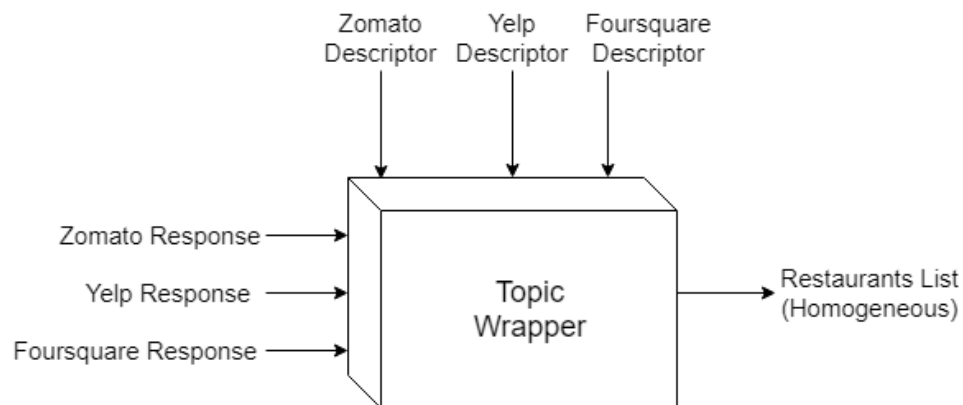 Zomato
Descriptor
Yelp
Descriptor
Foursquare
Descriptor
Zomato Response
Yelp Response
Foursquare Response
Topic
Wrapper
Restaurants List
(Homogeneous)